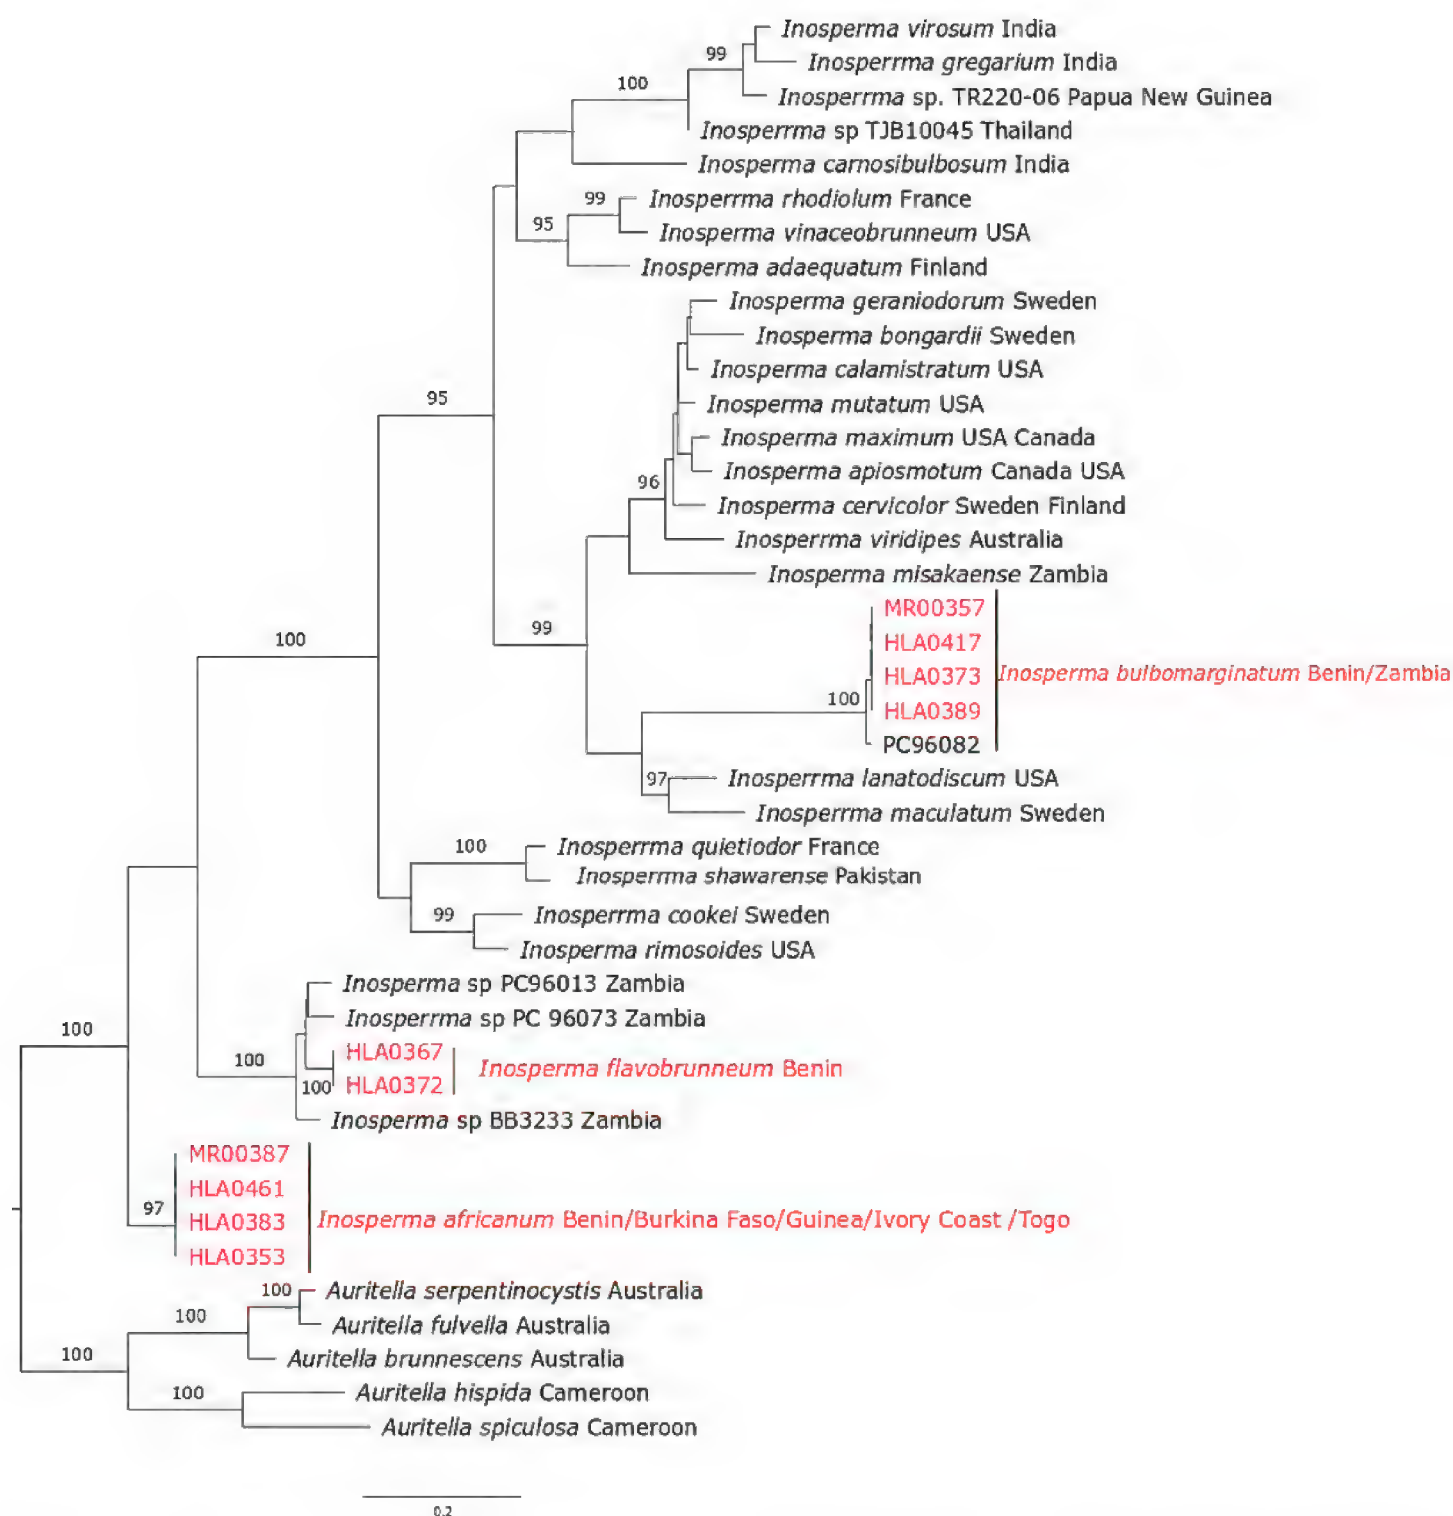 Inosperma virosum India
99
Inosperrma gregarium India
100
Inosperrma sp. TR220-06 Papua New Guinea
Inosperrma sp TJB10045 Thailand
Inosperma carnosibulbosum India
99
Inosperrma rhodiolum France
95
Inosperma vinaceobrunneum USA
Inosperma adaequatum Finland
Inosperma geraniodorum Sweden
Inosperma bongardii Sweden
Inosperma calamistratum USA
95
Inosperma mutatum USA
Inosperma maximum USA Canada
Inosperma apiosmotum Canada USA
96
Inosperma cervicolor Sweden Finland
Inosperrma viridipes Australia
Inosperma misakaense Zambia
MR00357
99
100
HLA0417
HLA0373
Inosperma bulbomarginatum Benin/Zambia
100
HLA0389
PC96082
97
Inosperrma lanatodiscum USA
Inosperrma maculatum Sweden
100
Inosperrma quietiodor France
Inosperrma shawarense Pakistan
99
Inosperrma cookei Sweden
Inosperma rimosoides USA
Inosperma sp PC96013 Zambia
Inosperrma sp PC 96073 Zambia
100
100
HLA0367
Inosperma flavobrunneum Benin
100
HLA0372
Inosperma sp BB3233 Zambia
MR00387
HLA0461
97
HLA0383
Inosperma africanum Benin/Burkina Faso/Guinea/Ivory Coast /Togo
HLA0353
100
Auritella serpentinocystis Australia
100
Auritella fulvella Australia
100
Auritella brunnescens Australia
100
Auritella hispida Cameroon
Auritella spiculosa Cameroon
0.2